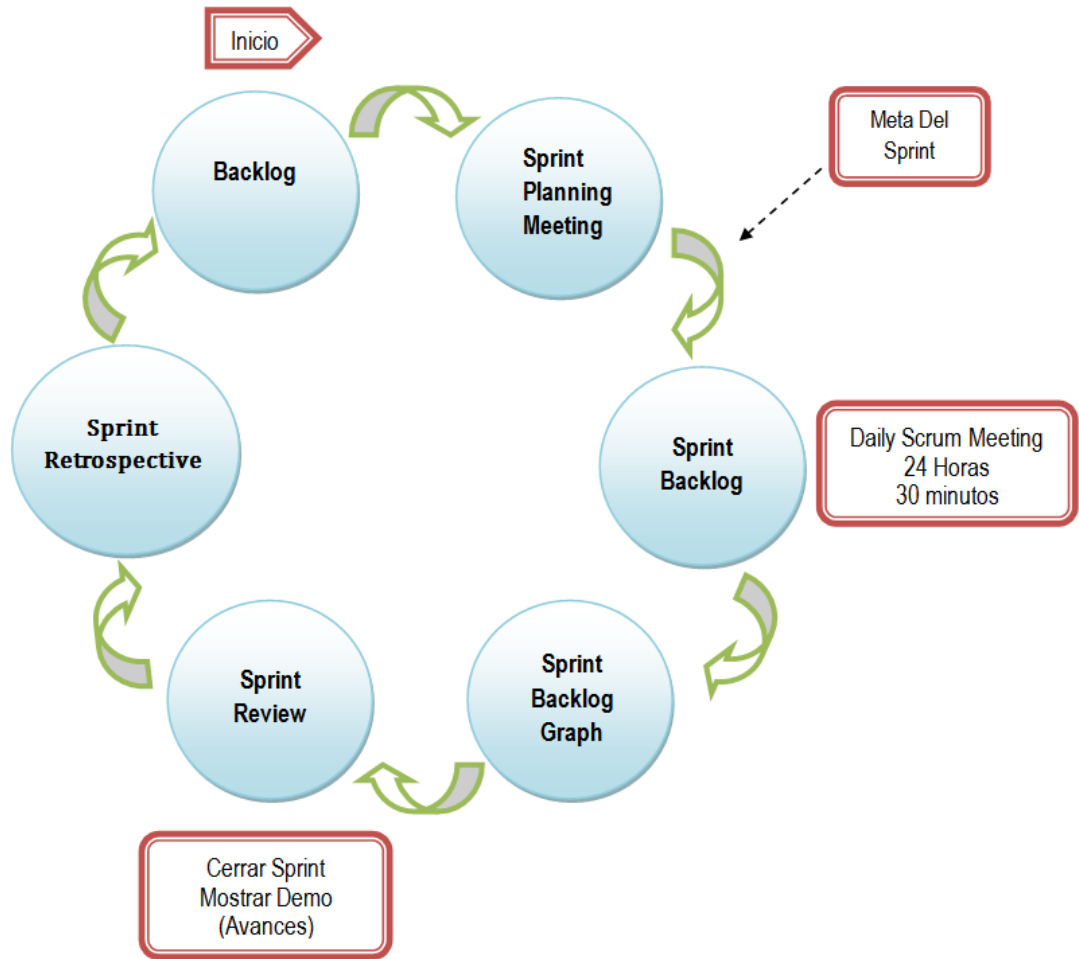 Inicio
Backlog
Sprint
Planning
Meeting
Meta Del
Sprint
Sprint
Backlog
Daily Scrum Meeting
24 Horas
30 minutos
Sprint
Backlog
Graph
Sprint
Review
Cerrar Sprint
Mostrar Demo
(Avances)
Sprint
Retrospective